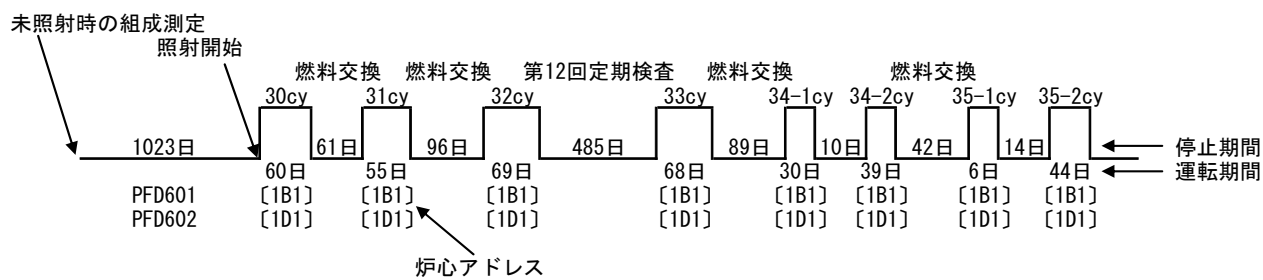 未照射時の組成測定
照射開始
燃料交換 燃料交換 第12回定期検査 燃料交換 燃料交換
30cy 31cy 32cy 33cy 34-1cy 34-2cy 35-1cy 35-2cy
1023日 61日 96日 485日 89日 10日 42日 14日 停止期間
60日 55日 69日 68日 30日 39日 6日 44日 運転期間
PFD601 〔1B1〕 〔1B1〕 〔1B1〕 〔1B1〕 〔1B1〕 〔1B1〕 〔1B1〕 〔1B1〕
PFD602 〔1D1〕 〔1D1〕 〔1D1〕 〔1D1〕 〔1D1〕 〔1D1〕 〔1D1〕 〔1D1〕
炉心アドレス